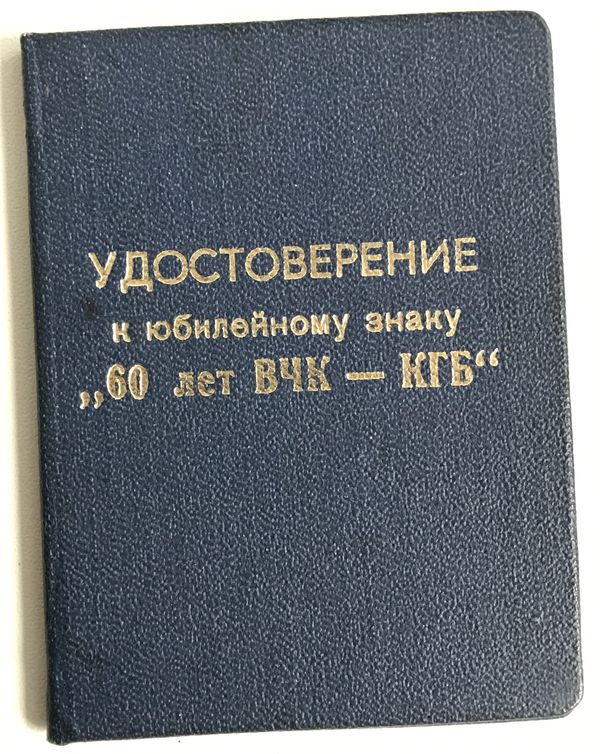 УДОСТОВЕРЕНИЕ
к юбилейному знаку
„60 лет ВЧК — КГБ“